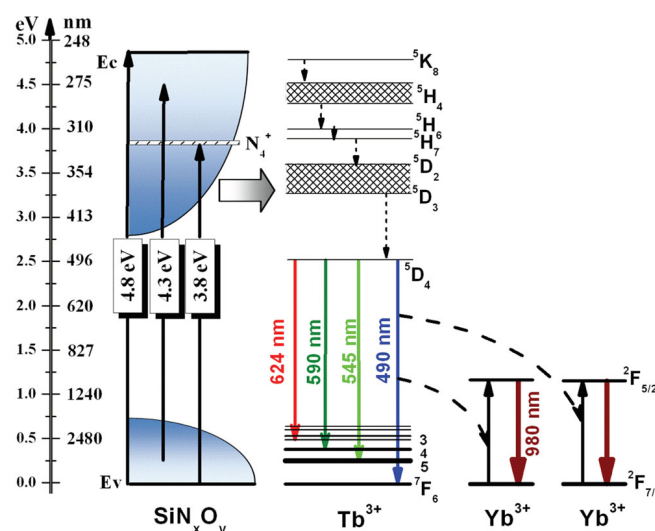 eV nm
5.0 248
4.5 275
4.0 310
3.5 354
3.0 413
2.5 496
2.0 620
1.5 827
1.0 1240
0.5 2480
0.0
Ec
N₄⁺
4.8 eV
4.3 eV
3.8 eV
Ev
SiNₓOᵧ
⁵K₈
⁵H₄
⁵H₆
⁵H₇
⁵D₂
⁵D₃
⁵D₄
624 nm
590 nm
545 nm
490 nm
3
4
5
⁷F₆
Tb³⁺
980 nm
²F₅/₂
²F₇/
Yb³⁺ Yb³⁺